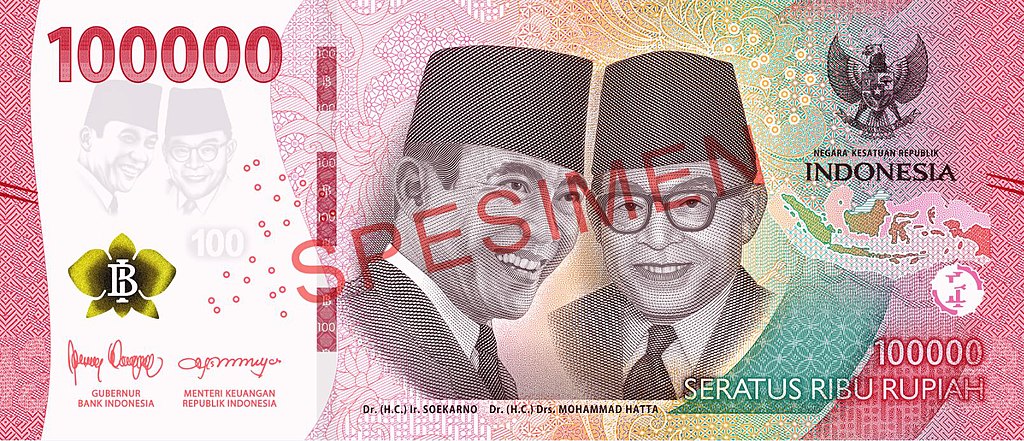 100000
100
SPECIMEN
BI
GUBERNUR
BANK INDONESIA
MENTERI KEUANGAN
REPUBLIK INDONESIA
Dr. (H.C.) Ir. SOEKARNO
Dr. (H.C.) Drs. MOHAMMAD HATTA
NEGARA KESATUAN REPUBLIK
INDONESIA
100000
SERATUS RIBU RUPIAH